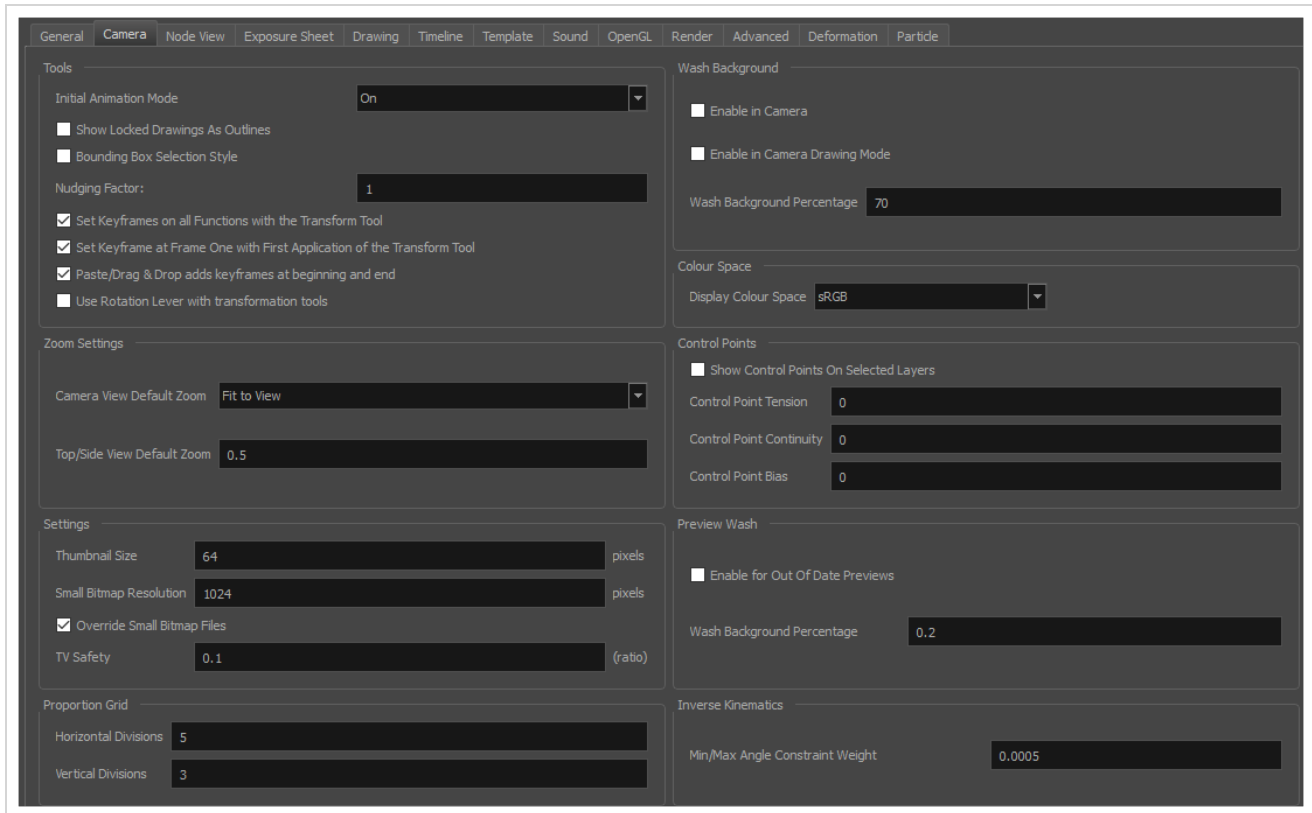 General Camera Node View Exposure Sheet Drawing Timeline Template Sound OpenGL Render Advanced Deformation Particle
Tools
Initial Animation Mode On
Show Locked Drawings As Outlines
Bounding Box Selection Style
Nudging Factor: 1
Set Keyframes on all Functions with the Transform Tool
Set Keyframe at Frame One with First Application of the Transform Tool
Paste/Drag & Drop adds keyframes at beginning and end
Use Rotation Lever with transformation tools
Zoom Settings
Camera View Default Zoom Fit to View
Top/Side View Default Zoom 0.5
Settings
Thumbnail Size 64 pixels
Small Bitmap Resolution 1024 pixels
Override Small Bitmap Files
TV Safety 0.1 (ratio)
Proportion Grid
Horizontal Divisions 5
Vertical Divisions 3
Wash Background
Enable in Camera
Enable in Camera Drawing Mode
Wash Background Percentage 70
Colour Space
Display Colour Space sRGB
Control Points
Show Control Points On Selected Layers
Control Point Tension 0
Control Point Continuity 0
Control Point Bias 0
Preview Wash
Enable for Out Of Date Previews
Wash Background Percentage 0.2
Inverse Kinematics
Min/Max Angle Constraint Weight 0.0005